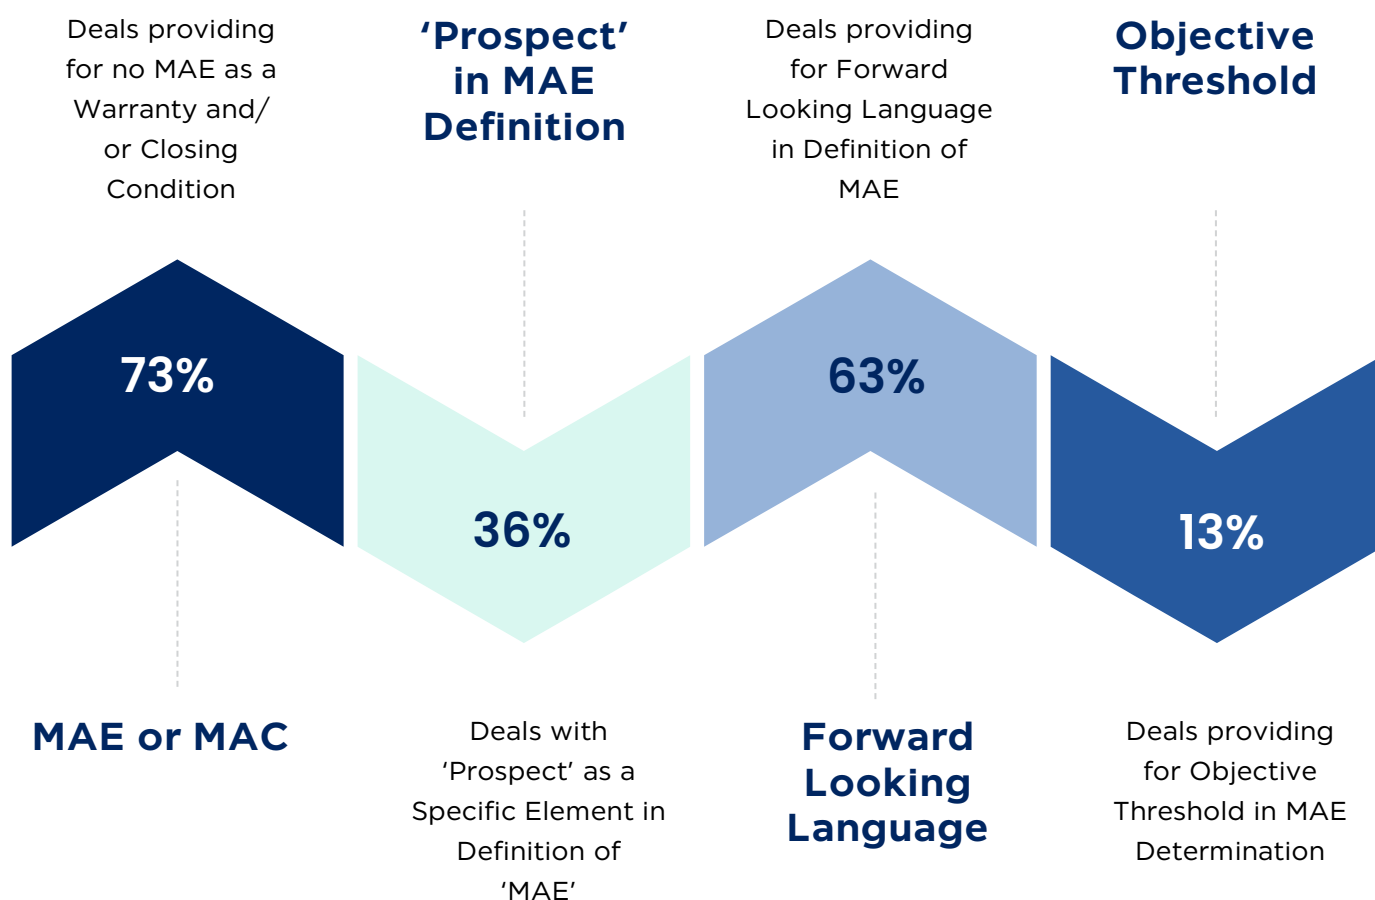 Deals providing
for no MAE as a
Warranty and/
or Closing
Condition
73%
MAE or MAC
‘Prospect’
in MAE
Definition
36%
Deals with
‘Prospect’ as a
Specific Element in
Definition of
‘MAE’
Deals providing
for Forward
Looking Language
in Definition of
MAE
63%
Forward
Looking
Language
Objective
Threshold
13%
Deals providing
for Objective
Threshold in MAE
Determination